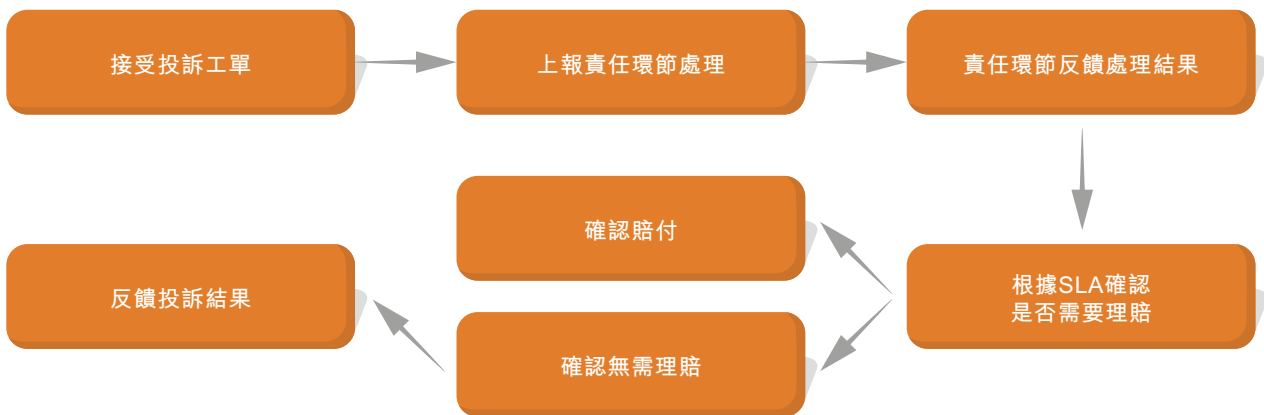 接受投訴工單
上報責任環節處理
責任環節反饋處理結果
確認賠付
反饋投訴結果
根據SLA確認
是否需要理賠
確認無需理賠